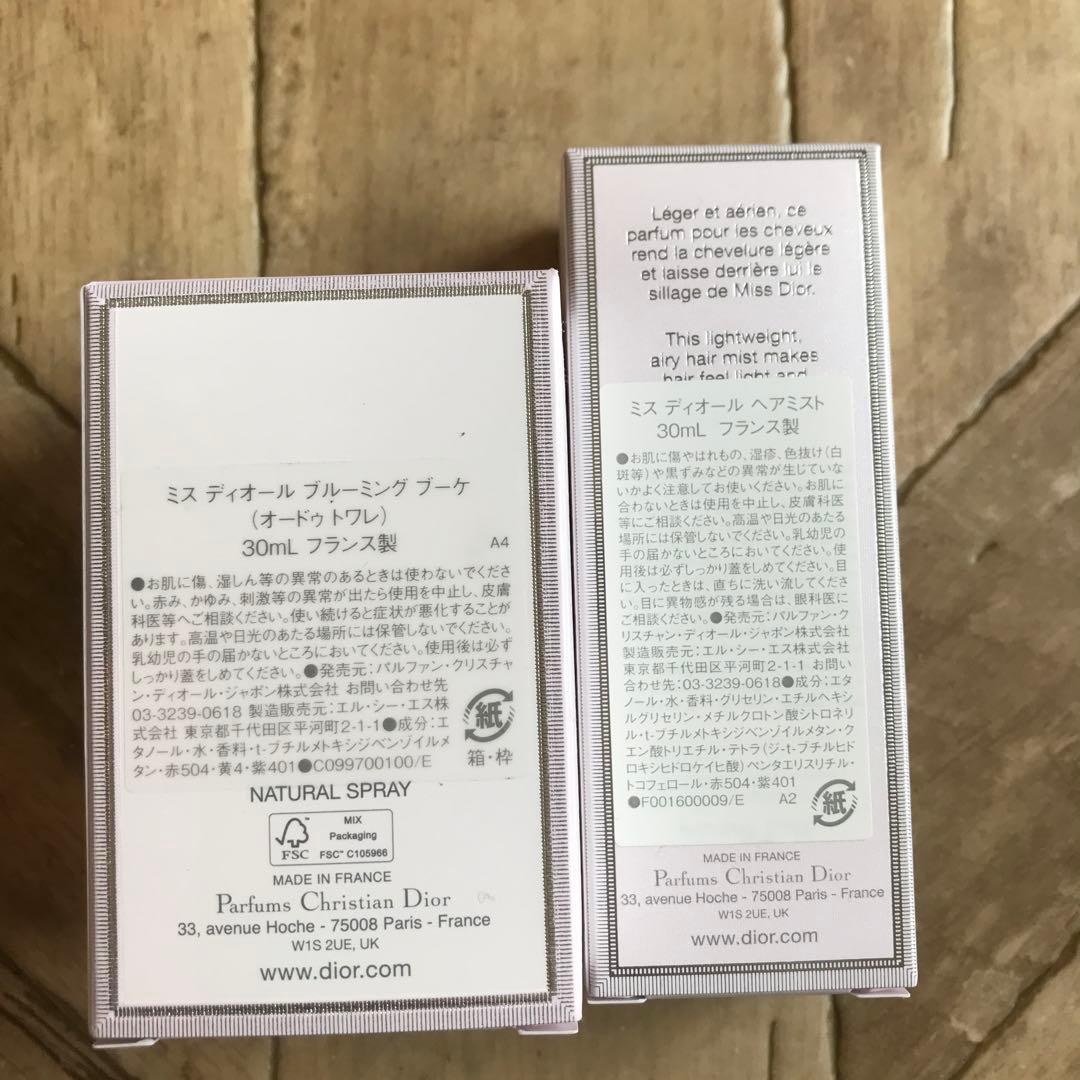 ミス ディオール ブルーミング ブーケ
(オードゥ トワレ)
30mL フランス製
A4
●お肌に傷、湿しん等の異常のあるときは使わないでくださ
い。赤み、かゆみ、刺激等の異常が出たら使用を中止し、皮膚
科医等へご相談ください。使い続けると症状が悪化することが
あります。高温や日光のあたる場所には保管しないでください。
乳幼児の手の届かないところにおいてください。使用後は必ず
しっかり蓋をしめてください。●発売元:パルファン・クリスチャ
ン・ディオール・ジャポン株式会社 お問い合わせ先
03-3239-0618 製造販売元:エル・シー・エス株
式会社 東京都千代田区平河町2-1-1●成分:エ
タノール・水・香料・t-ブチルメトキシジベンゾイルメ
タン・赤504・黄4・紫401●C099700100/E
紙
箱・枠
NATURAL SPRAY
FSC
MIX
Packaging
FSC™ C105966
MADE IN FRANCE
Parfums Christian Dior
33, avenue Hoche - 75008 Paris - France
W1S 2UE, UK
www.dior.com
Léger et aérien, ce
parfum pour les cheveux
rend la chevelure légère
et laisse derrière lui le
sillage de Miss Dior.
This lightweight,
airy hair mist makes
hair feel light and
ミス ディオール ヘアミスト
30mL フランス製
●お肌に傷やはれもの、湿疹、色抜け(白
斑等)や黒ずみなどの異常が生じていな
いかよく注意してお使いください。お肌に
合わないときは使用を中止し、皮膚科医
等にご相談ください。高温や日光のあたる
場所には保管しないでください。乳幼児の
手の届かないところにおいてください。使
用後は必ずしっかり蓋をしめてください。目
に入ったときは、直ちに洗い流してくださ
い。目に異物感が残る場合は、眼科医にご
相談ください。●発売元:パルファン・ク
リスチャン・ディオール・ジャポン株式会社
製造販売元:エル・シー・エス株式会社
東京都千代田区平河町2-1-1 お問い合わ
せ先:03-3239-0618●成分:エタ
ノール・水・香料・グリセリン・エチルヘキシ
ルグリセリン・メチルクロトン酸シトロネリ
ル・t-ブチルメトキシジベンゾイルメタン・ク
エン酸トリエチル・テトラ(ジ-t-ブチルヒド
ロキシヒドロケイヒ酸)ペンタエリスリチル・
トコフェロール・赤504・紫401
●F001600009/E A2
紙
MADE IN FRANCE
Parfums Christian Dior
33, avenue Hoche - 75008 Paris - France
W1S 2UE, UK
www.dior.com